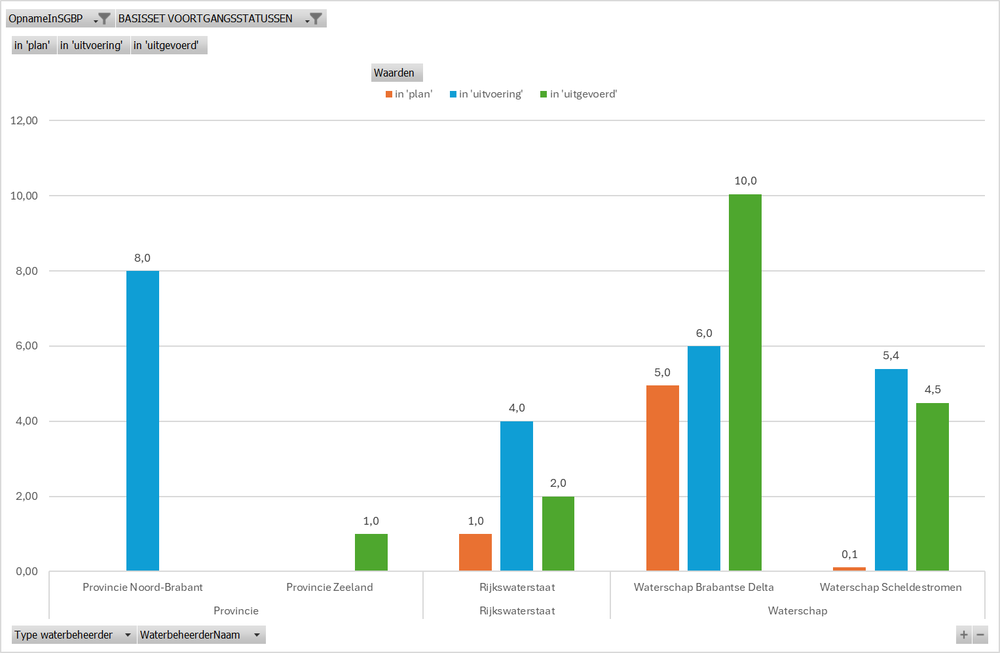 OpnameInSGBP BASISSET VOORTGANGSSTATUSSEN
in 'plan' in 'uitvoering' in 'uitgevoerd'
Waarden
in 'plan' in 'uitvoering' in 'uitgevoerd'
12,00
10,00
8,00
6,00
4,00
2,00
0,00
8,0
1,0
1,0
4,0
2,0
5,0
6,0
10,0
0,1
5,4
4,5
Provincie Noord-Brabant Provincie Zeeland Rijkswaterstaat Waterschap Brabantse Delta Waterschap Scheldestromen
Provincie Rijkswaterstaat Waterschap
Type waterbeheerder WaterbeheerderNaam